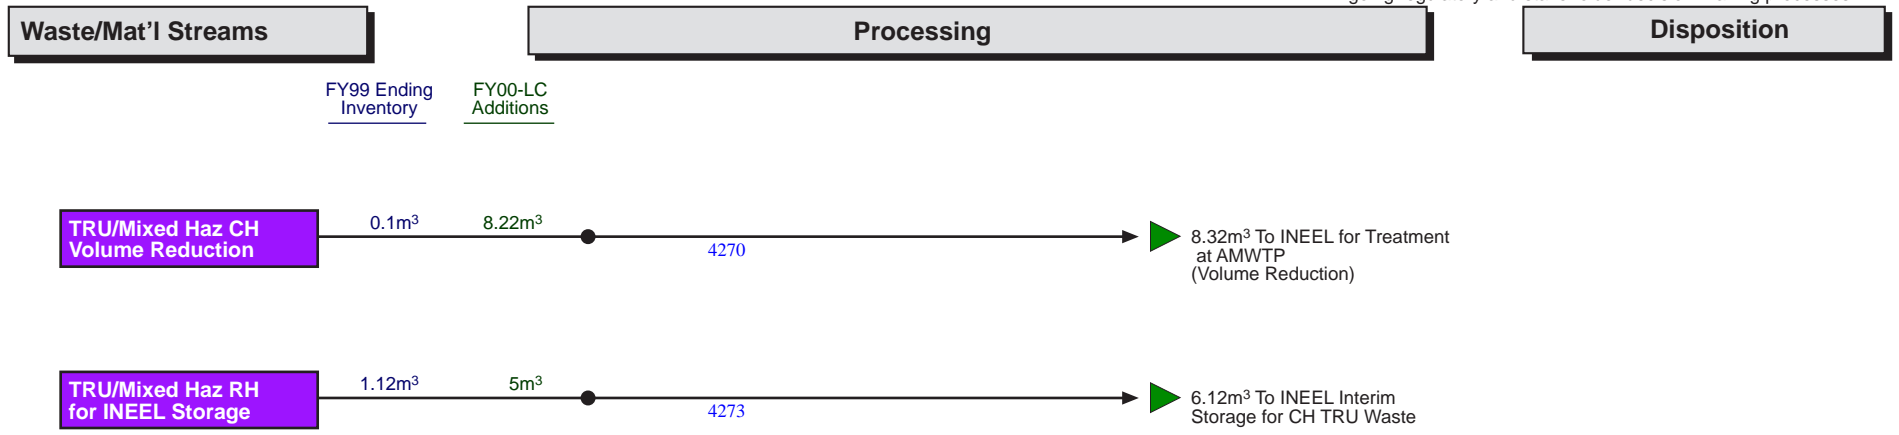 Waste/Mat'l Streams
Processing
Disposition
FY99 Ending
Inventory
FY00-LC
Additions
TRU/Mixed Haz CH
Volume Reduction
0.1m³
8.22m³
4270
8.32m³ To INEEL for Treatment
at AMWTP
(Volume Reduction)
TRU/Mixed Haz RH
for INEEL Storage
1.12m³
5m³
4273
6.12m³ To INEEL Interim
Storage for CH TRU Waste